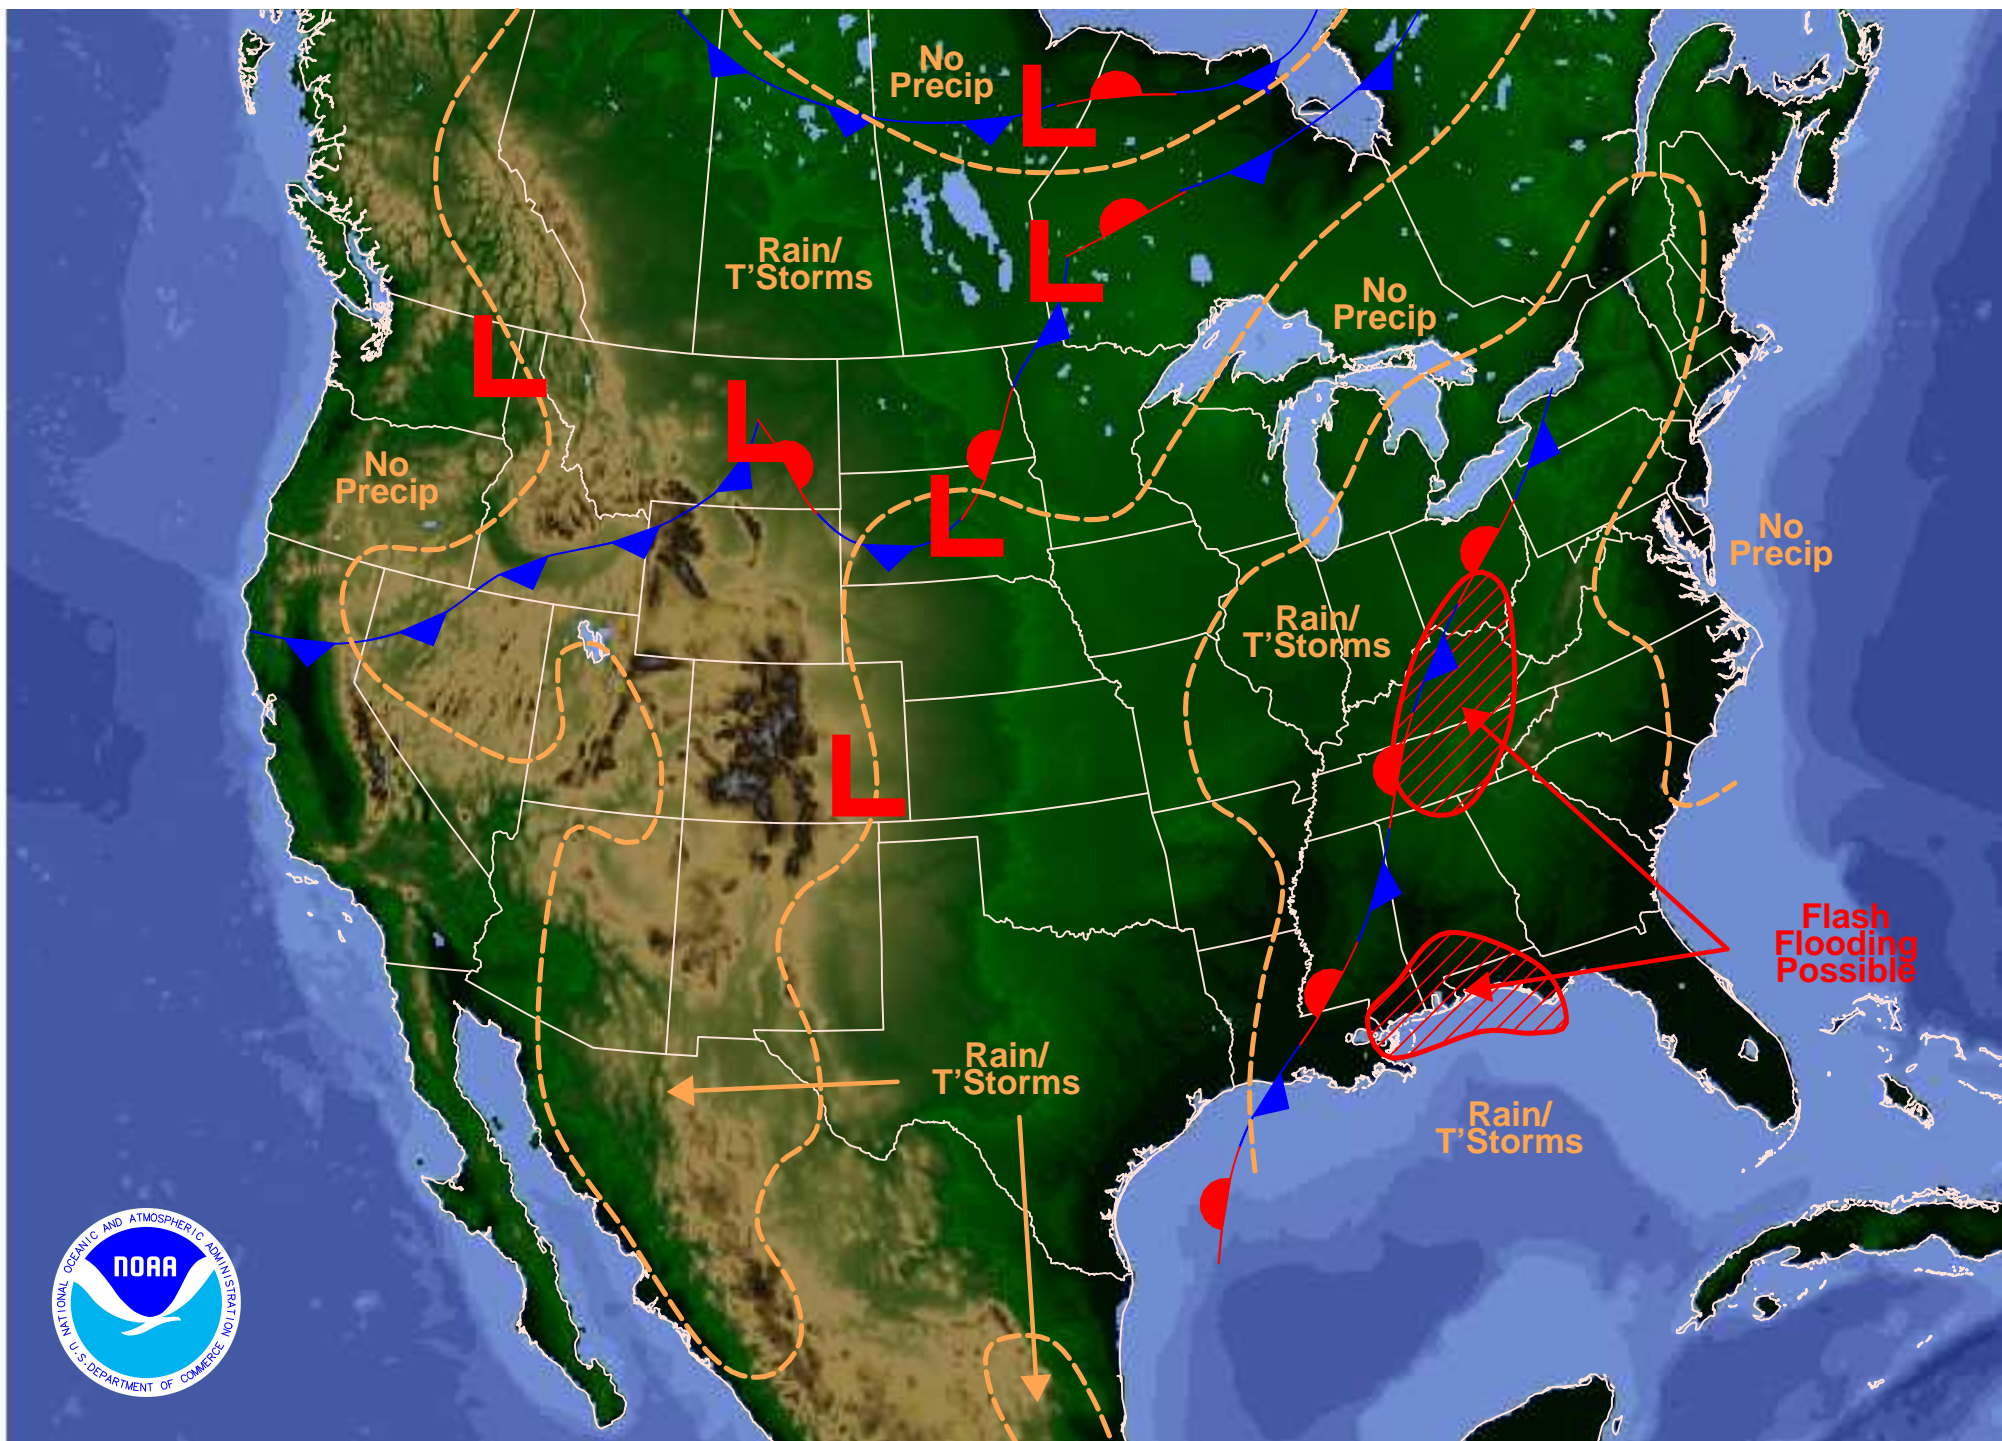 No
Precip
L
Rain/
T'Storms
L
No
Precip
L
L
No
Precip
L
No
Precip
Rain/
T'Storms
L
Flash
Flooding
Possible
Rain/
T'Storms
Rain/
T'Storms
NATIONAL OCEANIC AND ATMOSPHERIC ADMINISTRATION
NOAA
U.S. DEPARTMENT OF COMMERCE